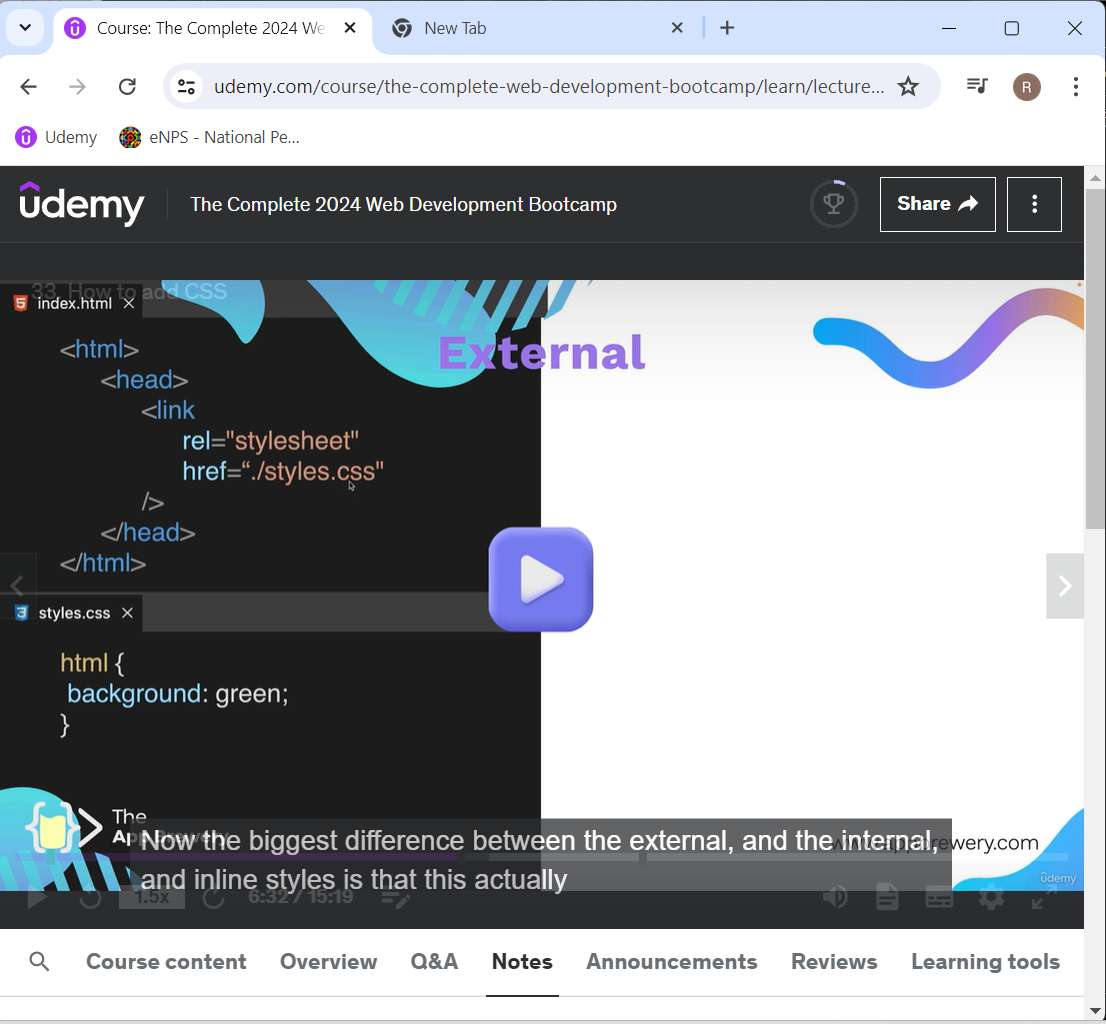 Course: The Complete 2024 We
New Tab
udemy.com/course/the-complete-web-development-bootcamp/learn/lecture...
R
Udemy
eNPS - National Pe...
udemy
The Complete 2024 Web Development Bootcamp
Share
33. How to add CSS
index.html
External
<html>
<head>
<link
rel="stylesheet"
href=“./styles.css"
/>
</head>
</html>
styles.css
html {
background: green;
}
The
App Brewery
www.appbrewery.com
Now the biggest difference between the external, and the internal,
and inline styles is that this actually
udemy
1.5x
6:32 / 15:19
Course content
Overview
Q&A
Notes
Announcements
Reviews
Learning tools